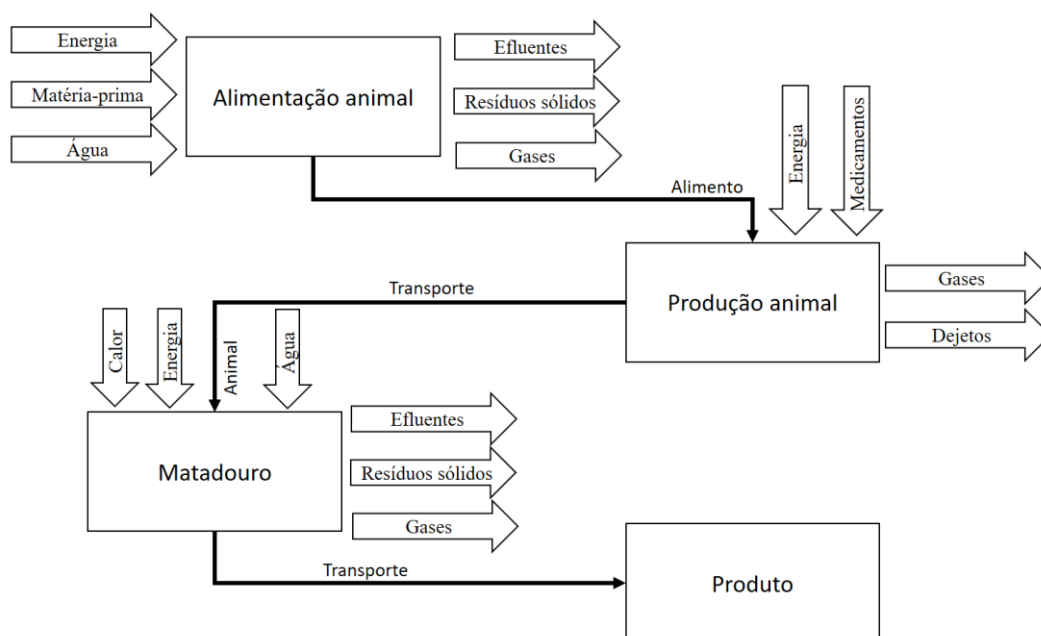 Energia
Matéria-prima
Água
Alimentação animal
Efluentes
Resíduos sólidos
Gases
Alimento
Energia
Medicamentos
Produção animal
Gases
Dejetos
Transporte
Animal
Calor
Energia
Água
Matadouro
Efluentes
Resíduos sólidos
Gases
Transporte
Produto